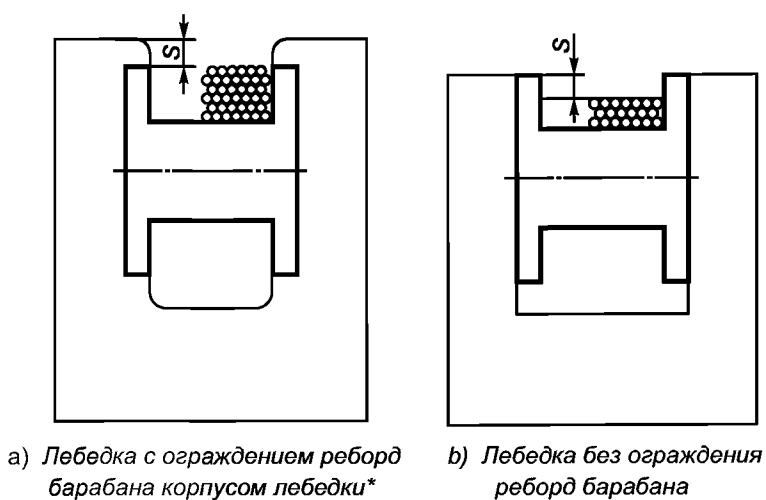 S
S
а) Лебедка с ограждением реборд
барабана корпусом лебедки*
b) Лебедка без ограждения
реборд барабана